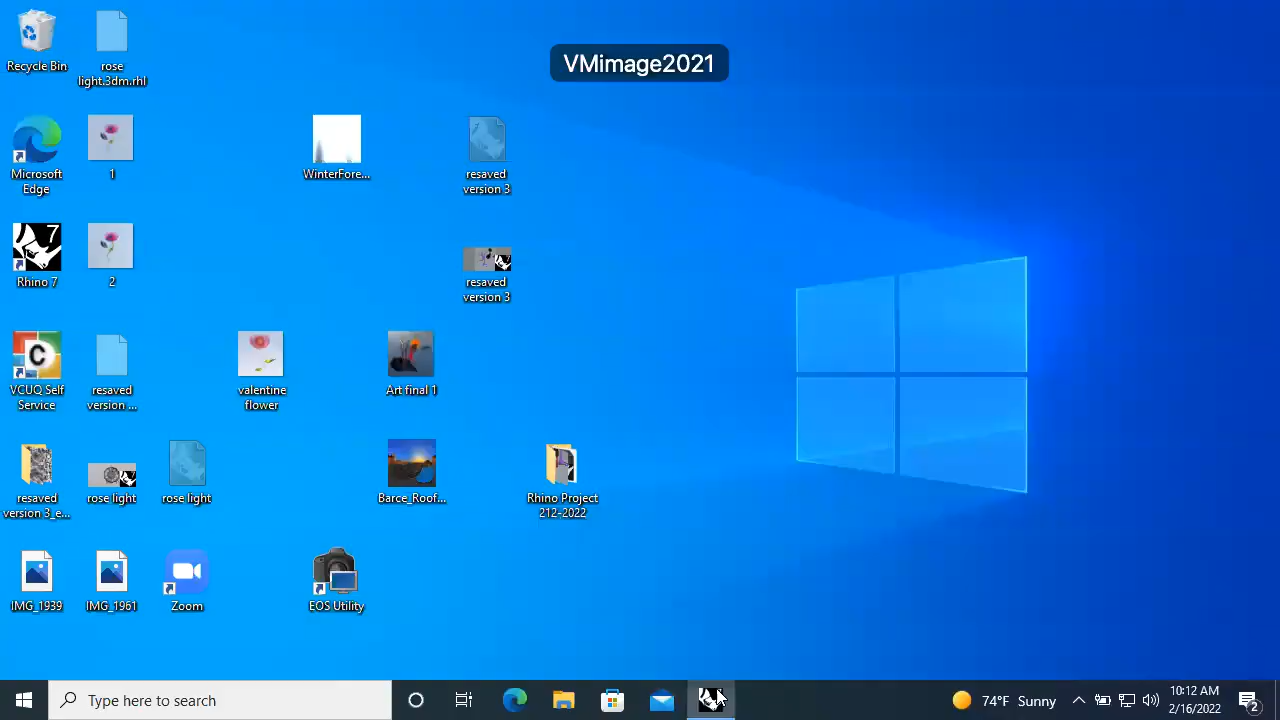 VMimage2021
Recycle Bin
rose
light.3dm.rhl
Microsoft
Edge
1
WinterFore...
resaved
version 3
7
Rhino 7
2
resaved
version 3
C
VCUQ Self
Service
resaved
version ...
valentine
flower
Art final 1
resaved
version 3_e...
rose light
rose light
Barce_Roof...
Rhino Project
212-2022
IMG_1939
IMG_1961
Zoom
EOS Utility
Type here to search
74°F Sunny
10:12 AM
2/16/2022
2